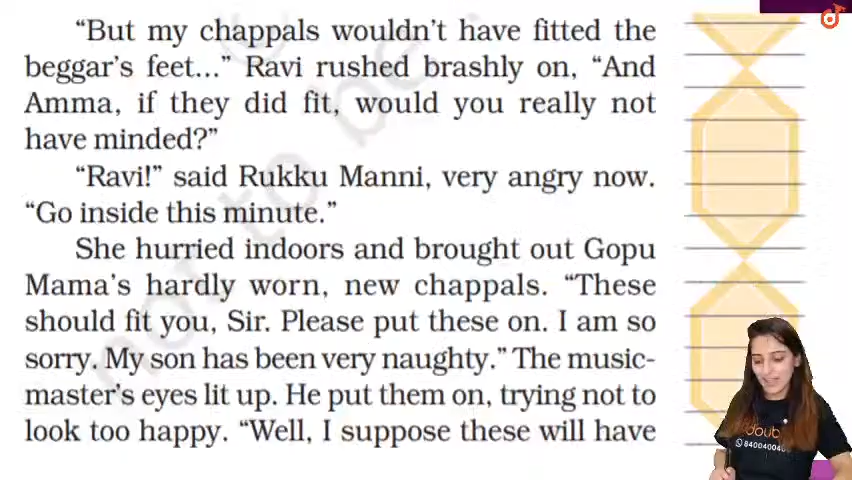 “But my chappals wouldn’t have fitted the
beggar’s feet...” Ravi rushed brashly on, “And
Amma, if they did fit, would you really not
have minded?”
“Ravi!” said Rukku Manni, very angry now.
“Go inside this minute.”
She hurried indoors and brought out Gopu
Mama’s hardly worn, new chappals. “These
should fit you, Sir. Please put these on. I am so
sorry. My son has been very naughty.” The music-
master’s eyes lit up. He put them on, trying not to
look too happy. “Well, I suppose these will have
not to be